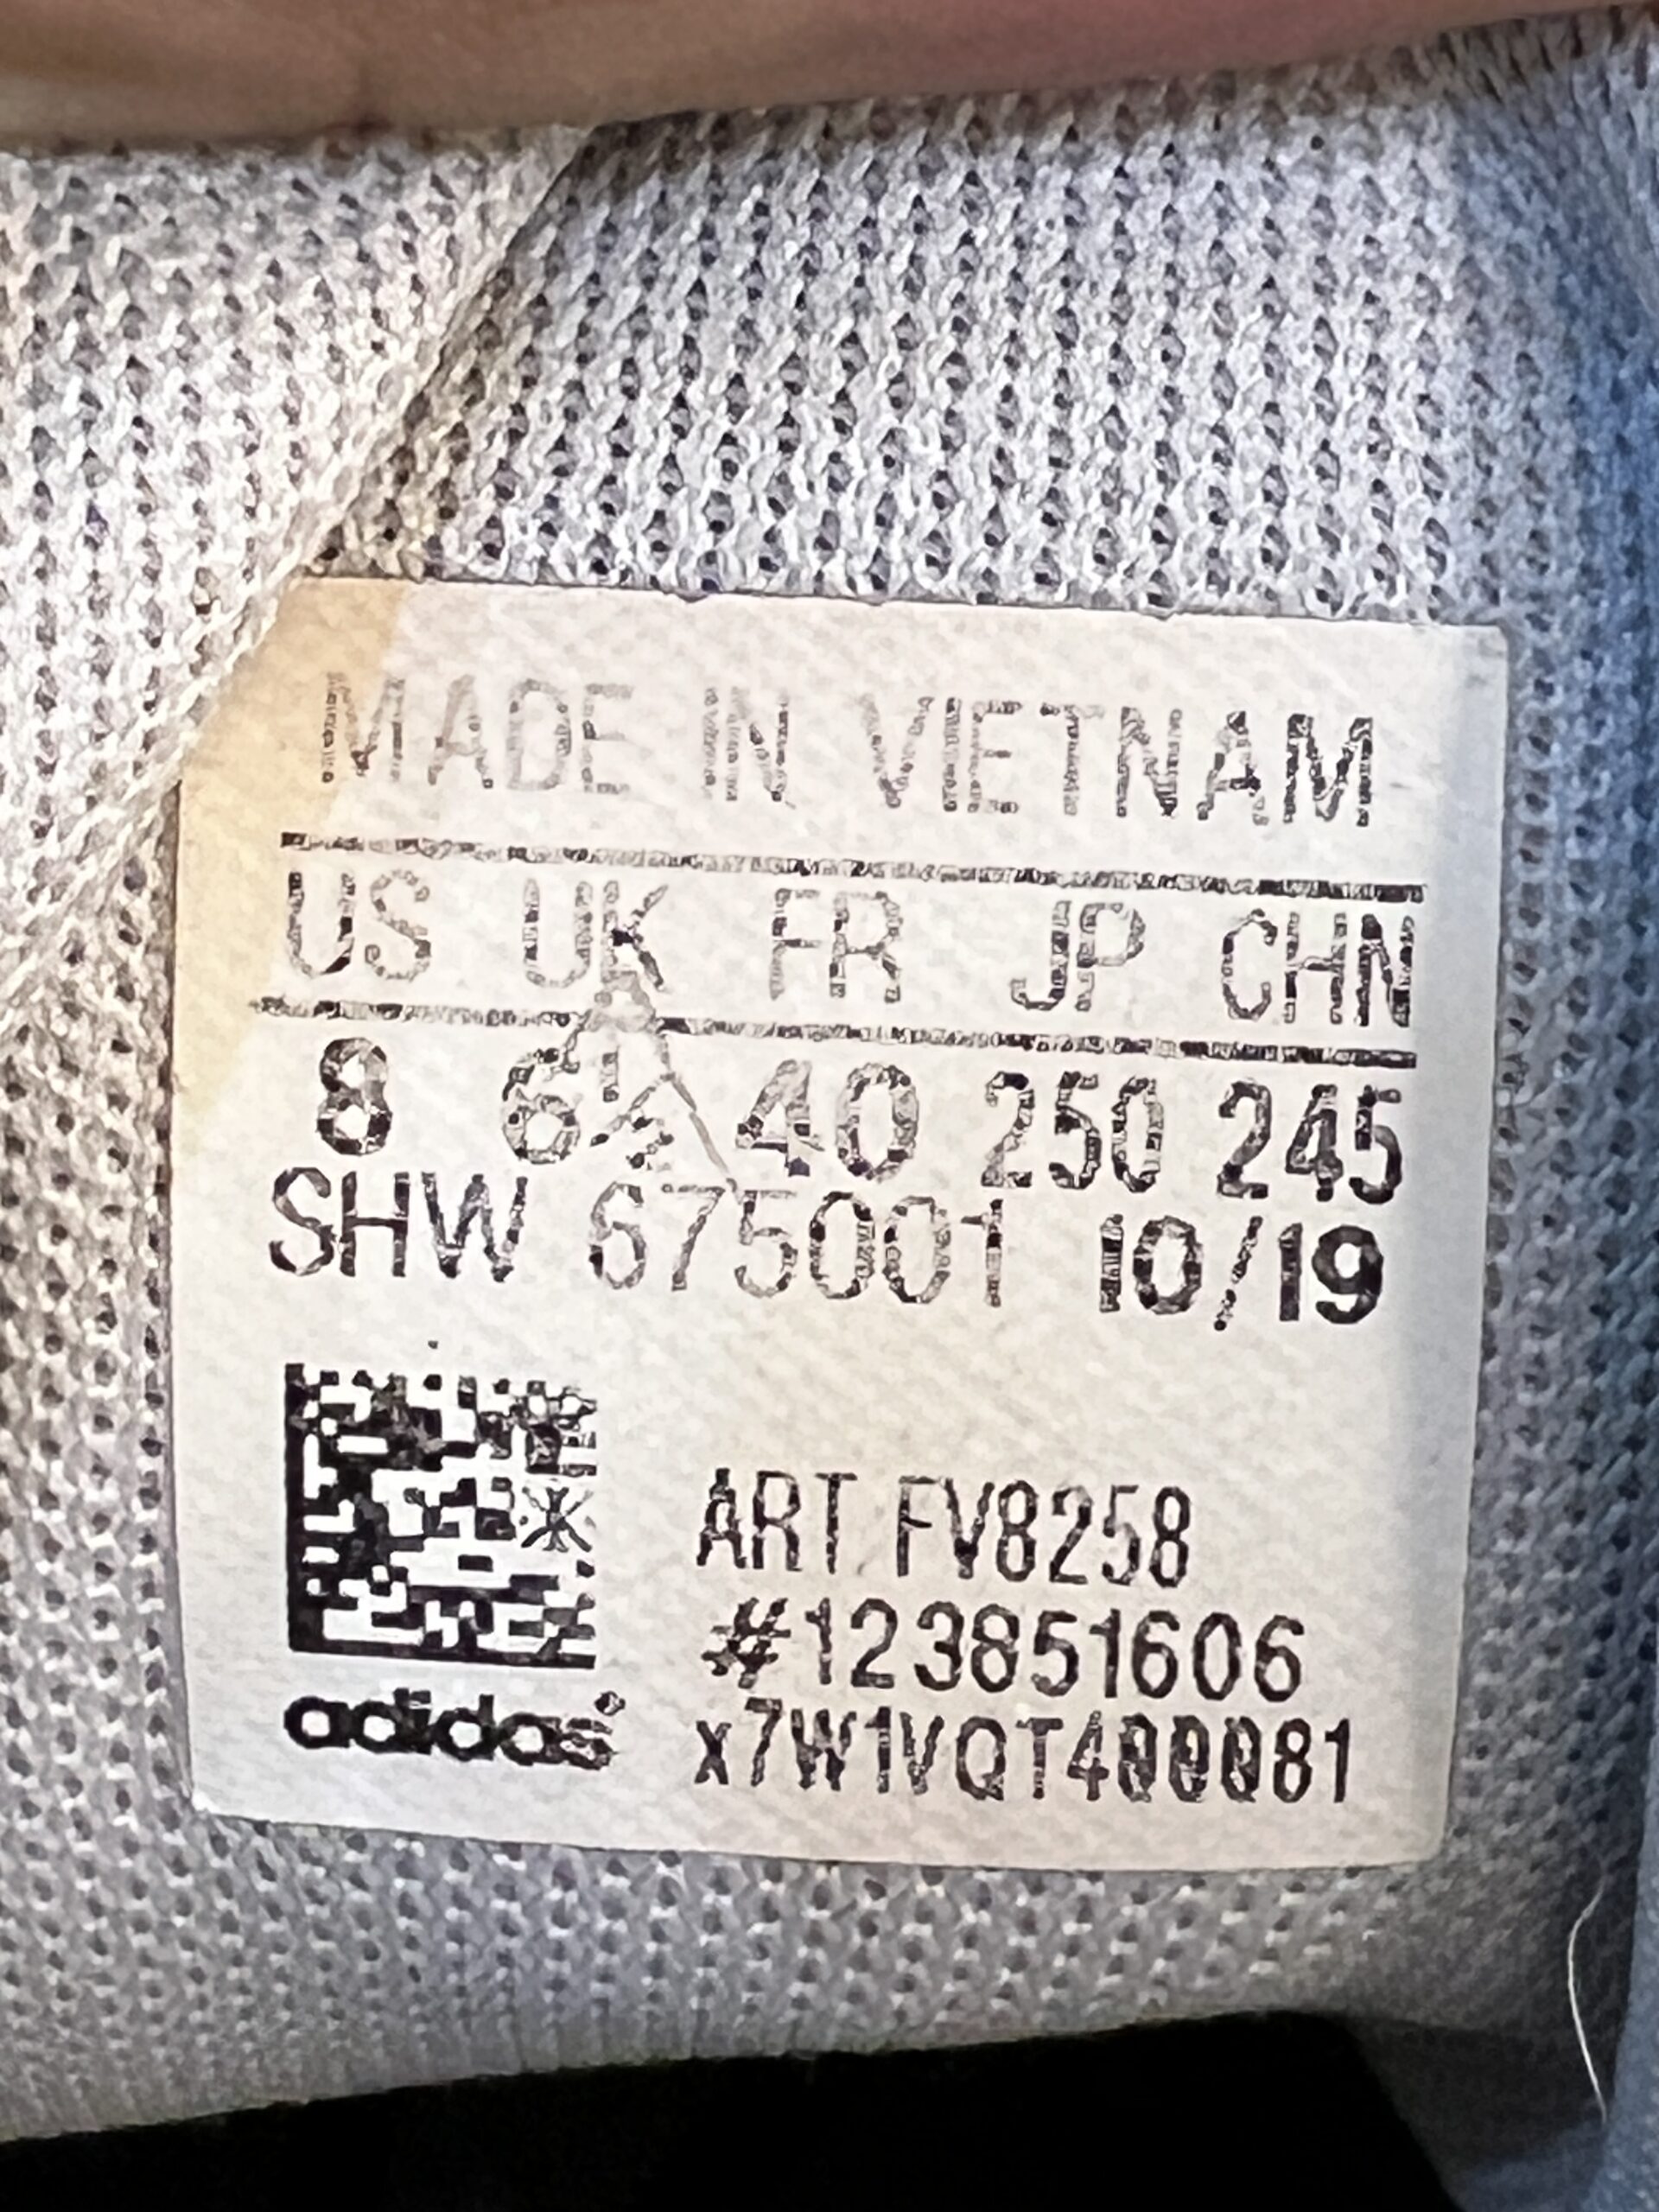 MADE IN VIETNAM
US UK FR JP CHN
8 6½ 40 250 245
SHW 675001 10/19
ART FV8258
#123851606
adidas
x7W1VQT400081